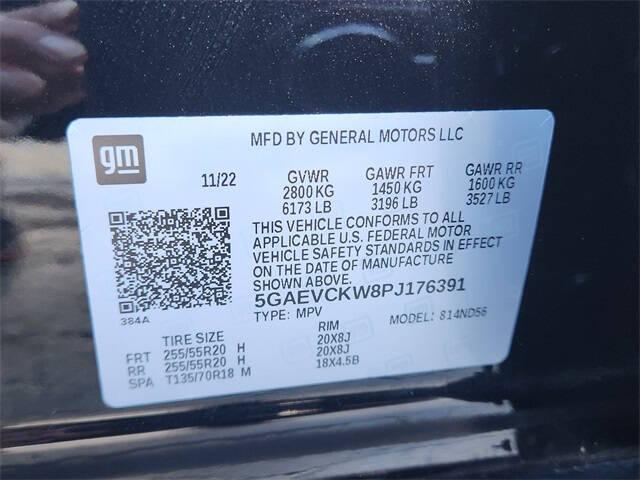 gm
MFD BY GENERAL MOTORS LLC
11/22 GVWR GAWR FRT GAWR RR
2800 KG 1450 KG 1600 KG
6173 LB 3196 LB 3527 LB
THIS VEHICLE CONFORMS TO ALL
APPLICABLE U.S. FEDERAL MOTOR
VEHICLE SAFETY STANDARDS IN EFFECT
ON THE DATE OF MANUFACTURE
SHOWN ABOVE.
5GAEVCKW8PJ176391
TYPE: MPV MODEL: 814ND56
384A
TIRE SIZE RIM
FRT 255/55R20 H 20X8J
RR 255/55R20 H 20X8J
SPA T135/70R18 M 18X4.5B